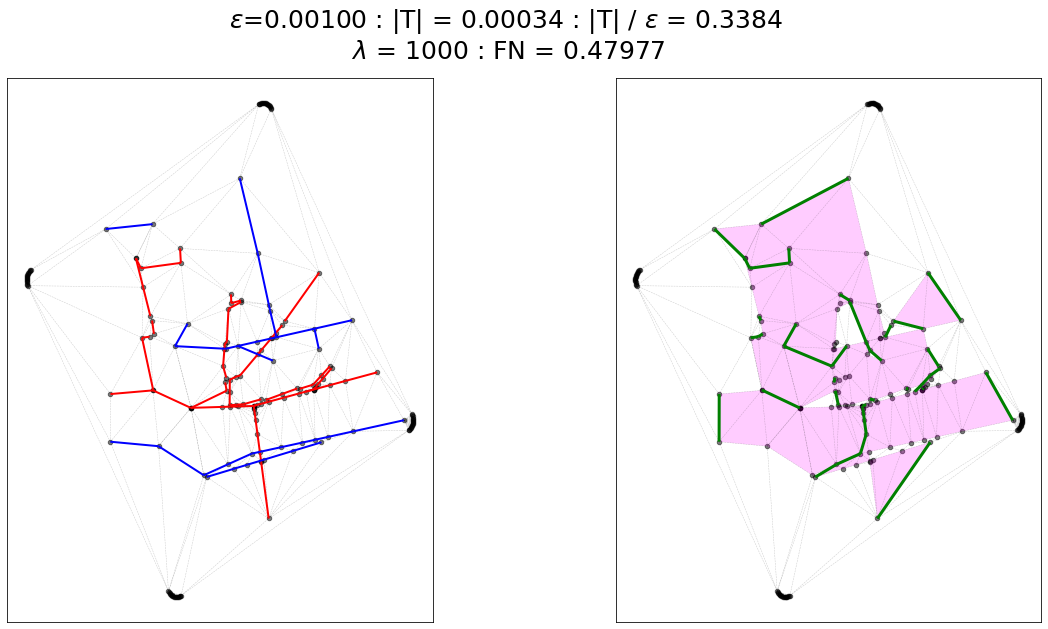 ε=0.00100 : |T| = 0.00034 : |T| / ε = 0.3384
λ = 1000 : FN = 0.47977